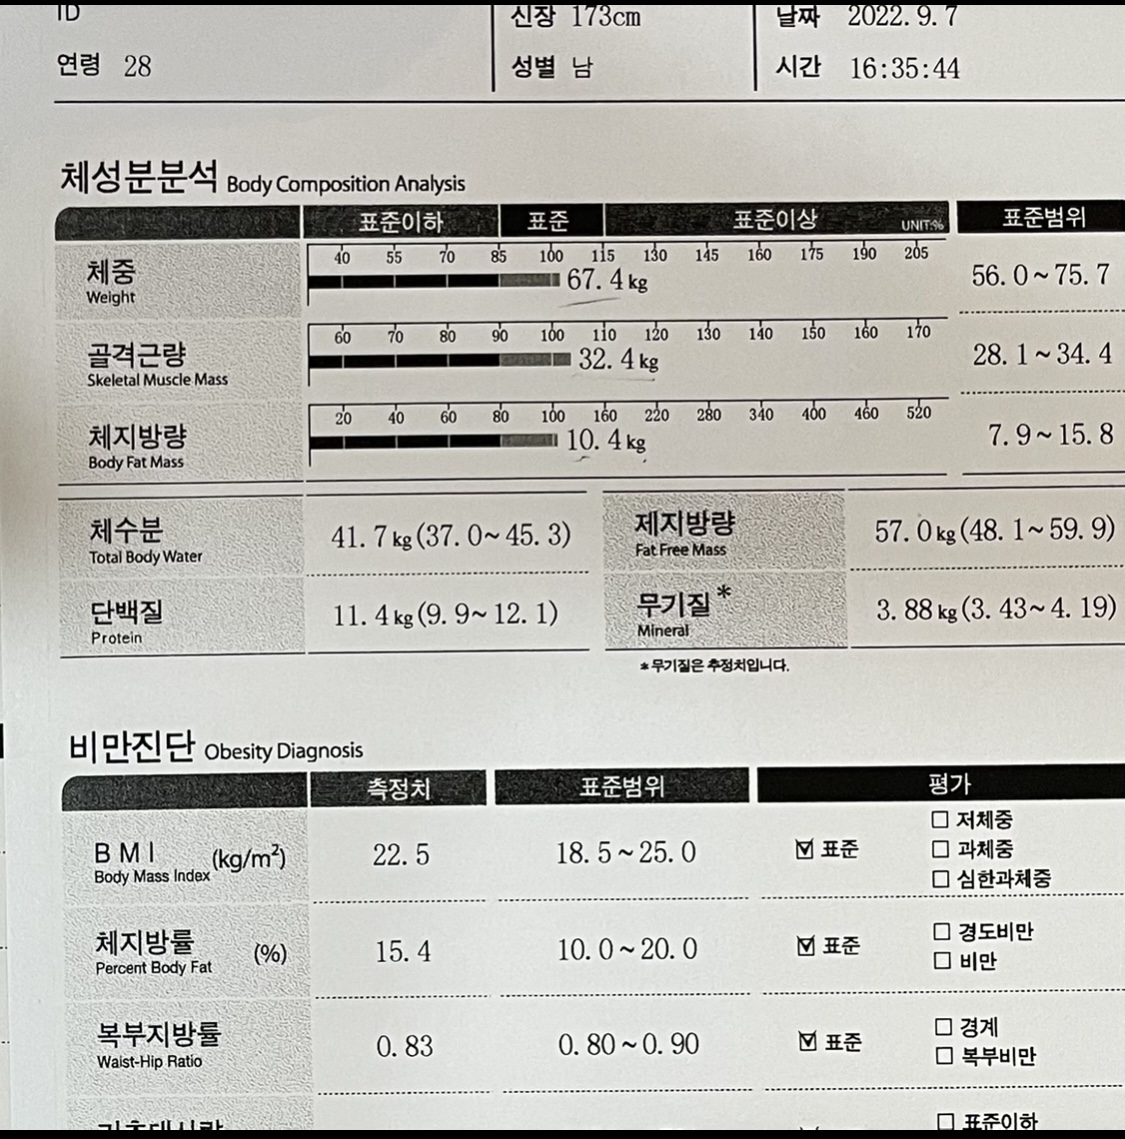 ID
신장 173cm
날짜 2022. 9. 7
연령 28
성별 남
시간 16:35:44
체성분분석 Body Composition Analysis
표준이하 표준 표준이상 UNIT:% 표준범위
체중
Weight
40 55 70 85 100 115 130 145 160 175 190 205
67. 4 kg
56. 0~75. 7
골격근량
Skeletal Muscle Mass
60 70 80 90 100 110 120 130 140 150 160 170
32. 4 kg
28. 1~34. 4
체지방량
Body Fat Mass
20 40 60 80 100 160 220 280 340 400 460 520
10. 4 kg
7. 9~15. 8
체수분
Total Body Water
41. 7 kg (37. 0~ 45. 3)
제지방량
Fat Free Mass
57. 0 kg (48. 1~59. 9)
단백질
Protein
11. 4 kg (9. 9~ 12. 1)
무기질 *
Mineral
3. 88 kg (3. 43~4. 19)
* 무기질은 추정치입니다.
비만진단 Obesity Diagnosis
측정치 표준범위 평가
B M I (kg/m²)
Body Mass Index
22. 5
18. 5~25. 0
☑ 표준
☐ 저체중
☐ 과체중
☐ 심한과체중
체지방률 (%)
Percent Body Fat
15. 4
10. 0~20. 0
☑ 표준
☐ 경도비만
☐ 비만
복부지방률
Waist-Hip Ratio
0. 83
0. 80~0. 90
☑ 표준
☐ 경계
☐ 복부비만
☐ 표준이하